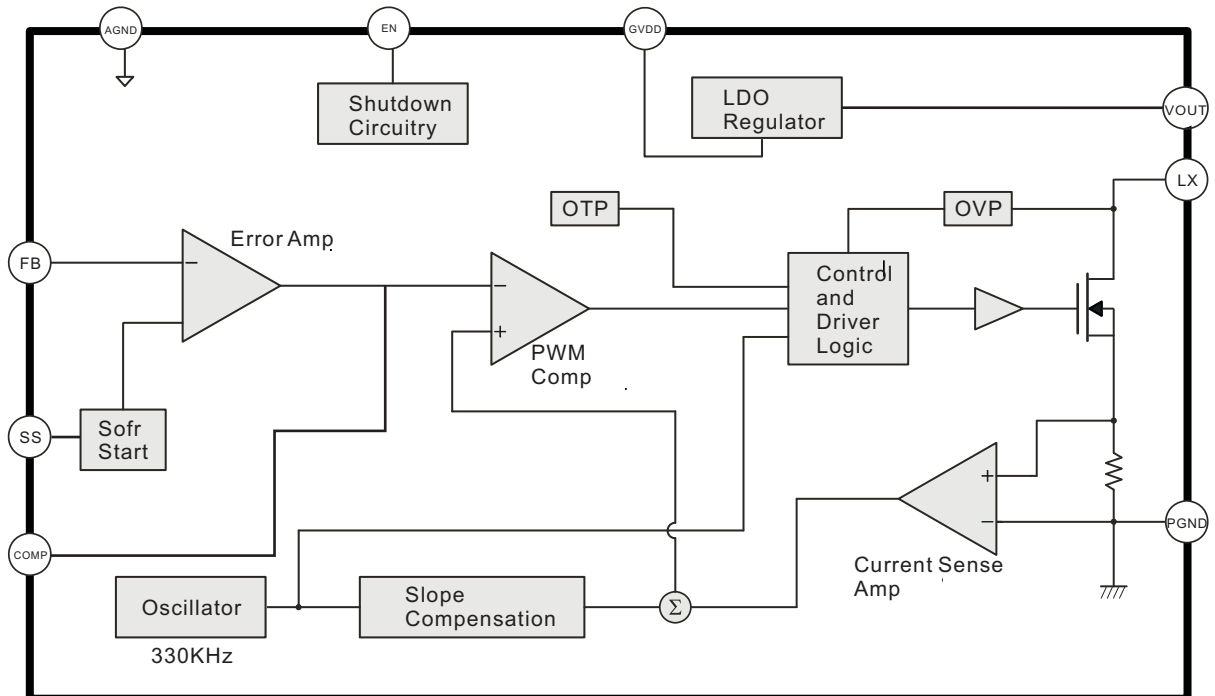 AGND
EN
GVDD
Shutdown
Circuitry
LDO
Regulator
VOUT
LX
OTP
OVP
FB
Error Amp
−
−
+
PWM
Comp
Control
and
Driver
Logic
SS
Sofr
Start
+
−
PGND
COMP
Current Sense
Amp
Oscillator
Slope
Compensation
Σ
330KHz